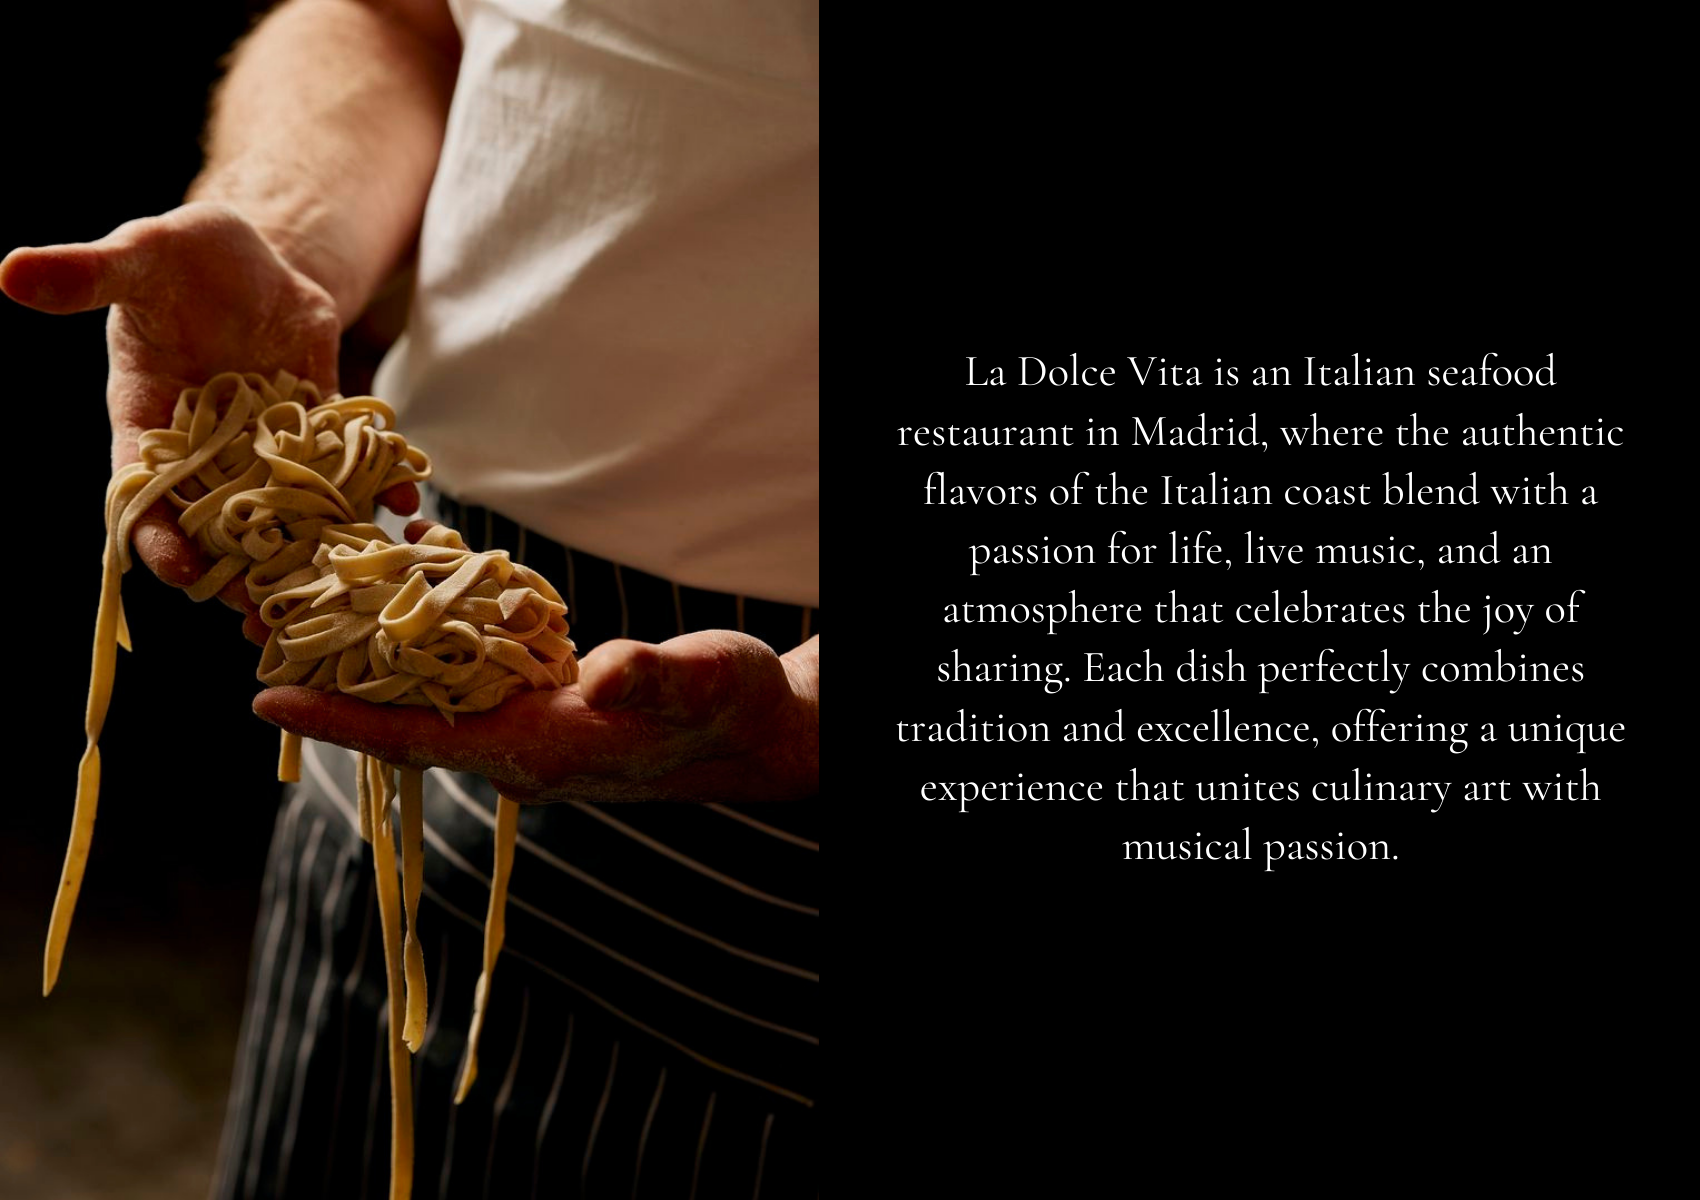 La Dolce Vita is an Italian seafood
restaurant in Madrid, where the authentic
flavors of the Italian coast blend with a
passion for life, live music, and an
atmosphere that celebrates the joy of
sharing. Each dish perfectly combines
tradition and excellence, offering a unique
experience that unites culinary art with
musical passion.